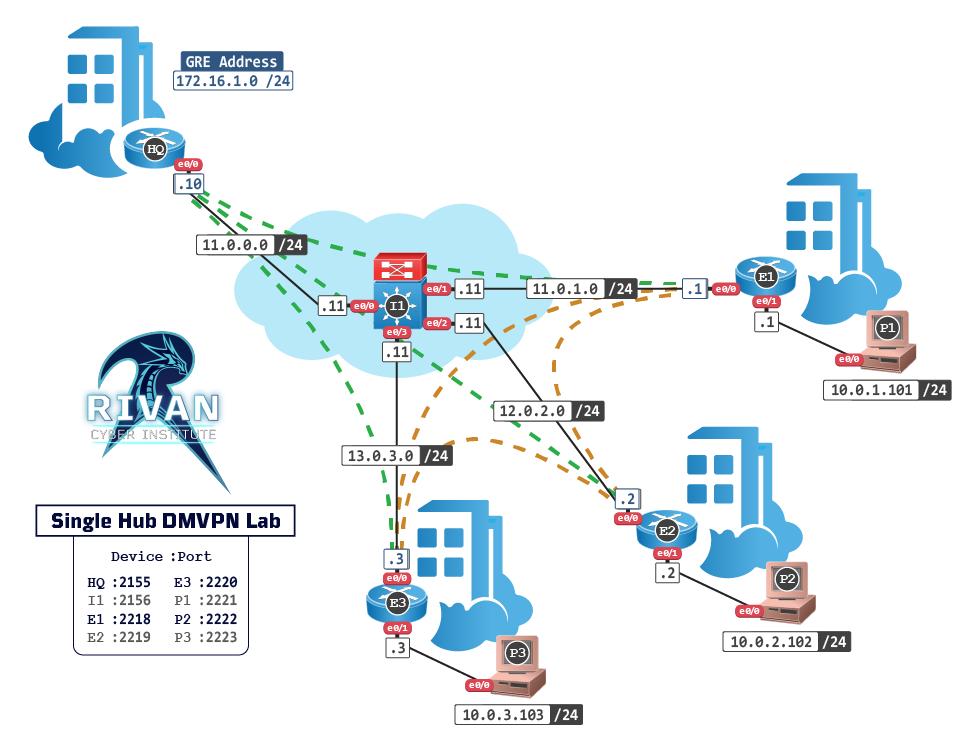 GRE Address
172.16.1.0 /24
HQ
e0/0
.10
11.0.0.0 /24
.11 e0/0
I1
e0/1 .11
e0/2 .11
e0/3
.11
11.0.1.0 /24
.1 e0/0
E1
e0/1
.1
P1
e0/0
10.0.1.101 /24
12.0.2.0 /24
.2
e0/0
E2
e0/1
.2
P2
e0/0
10.0.2.102 /24
13.0.3.0 /24
.3
e0/0
E3
e0/1
.3
P3
e0/0
10.0.3.103 /24
RIVAN
CYBER INSTITUTE
Single Hub DMVPN Lab
Device :Port
HQ :2155 E3 :2220
I1 :2156 P1 :2221
E1 :2218 P2 :2222
E2 :2219 P3 :2223